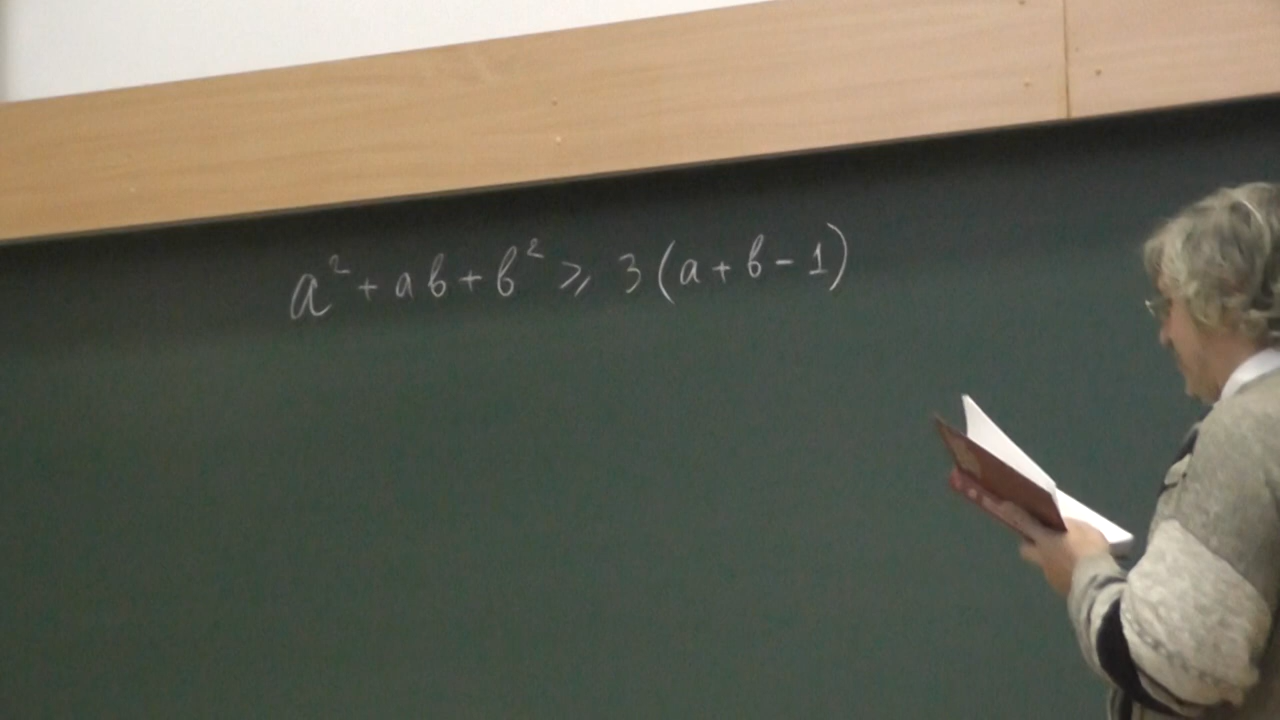 a² + ab + b² ⩾ 3(a + b - 1)